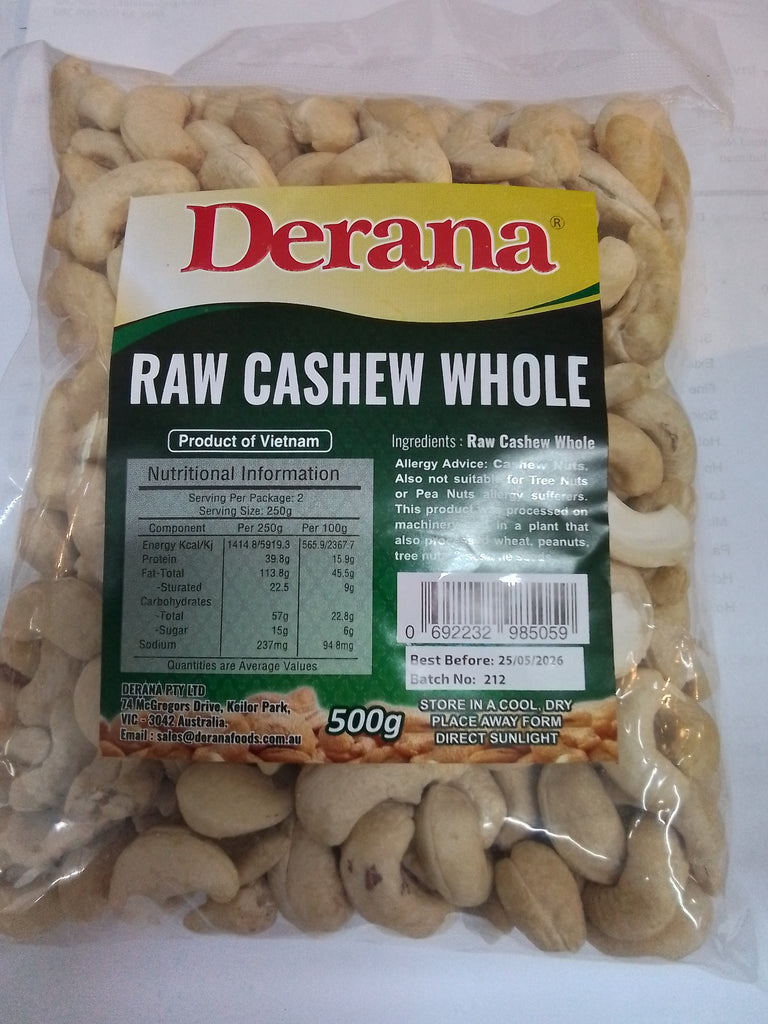 Derana®
RAW CASHEW WHOLE
Product of Vietnam
Nutritional Information
Serving Per Package: 2
Serving Size: 250g
Component Per 250g Per 100g
Energy Kcal/Kj 1414.8/5919.3 565.9/2367.7
Protein 39.8g 15.9g
Fat-Total 113.8g 45.5g
-Sturated 22.5 9g
Carbohydrates
-Total 57g 22.8g
-Sugar 15g 6g
Sodium 237mg 94 8mg
Quantities are Average Values
DERANA PTY LTD
74 McGregors Drive, Keilor Park,
VIC - 3042 Australia,
Email : sales@deranafoods.com.au
500g
Ingredients : Raw Cashew Whole
Allergy Advice: Cashew Nuts,
Also not suitable for Tree Nuts
or Pea Nuts allergy sufferers.
This product was processed on
machinery in a plant that
also wheat, peanuts,
tree
0 692232 985059
Best Before: 25/05/2026
Batch No: 212
STORE IN A COOL, DRY
PLACE AWAY FORM
DIRECT SUNLIGHT